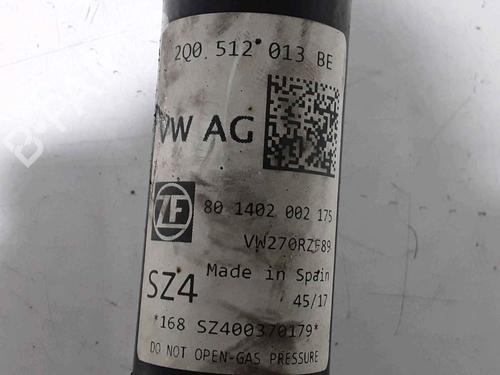 2Q0.512 013 BE
VW AG
ZF
80 1402 002 175
VW270RZF89
Made in Spain
SZ4
45/17
*168 SZ400370179*
DO NOT OPEN-GAS PRESSURE